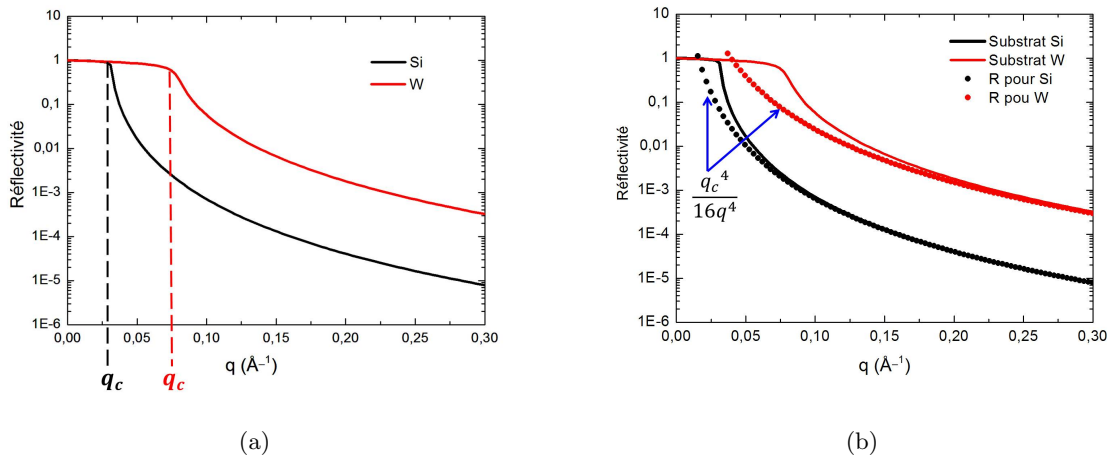 10
1
0,1
0,01
1E-3
1E-4
1E-5
1E-6
Réflectivité
0,00 0,05 0,10 0,15 0,20 0,25 0,30
q (Å⁻¹)
q_c q_c
Si
W
(a)
10
1
0,1
0,01
1E-3
1E-4
1E-5
1E-6
Réflectivité
0,00 0,05 0,10 0,15 0,20 0,25 0,30
q (Å⁻¹)
Substrat Si
Substrat W
R pour Si
R pou W
q_c⁴
16q⁴
(b)